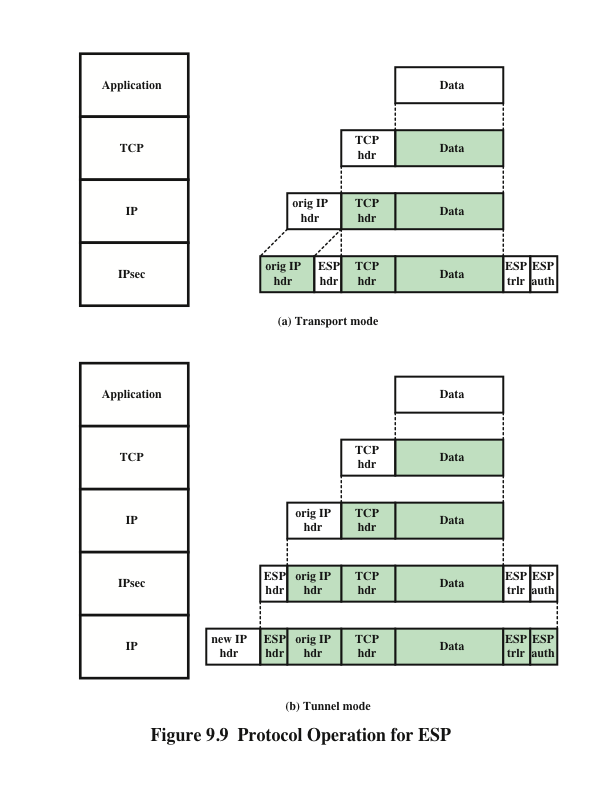 Application
Data
TCP
TCP
hdr
Data
IP
orig IP
hdr
TCP
hdr
Data
IPsec
orig IP
hdr
ESP
hdr
TCP
hdr
Data
ESP
trlr
ESP
auth
(a) Transport mode
Application
Data
TCP
TCP
hdr
Data
IP
orig IP
hdr
TCP
hdr
Data
IPsec
ESP
hdr
orig IP
hdr
TCP
hdr
Data
ESP
trlr
ESP
auth
IP
new IP
hdr
ESP
hdr
orig IP
hdr
TCP
hdr
Data
ESP
trlr
ESP
auth
(b) Tunnel mode
Figure 9.9 Protocol Operation for ESP